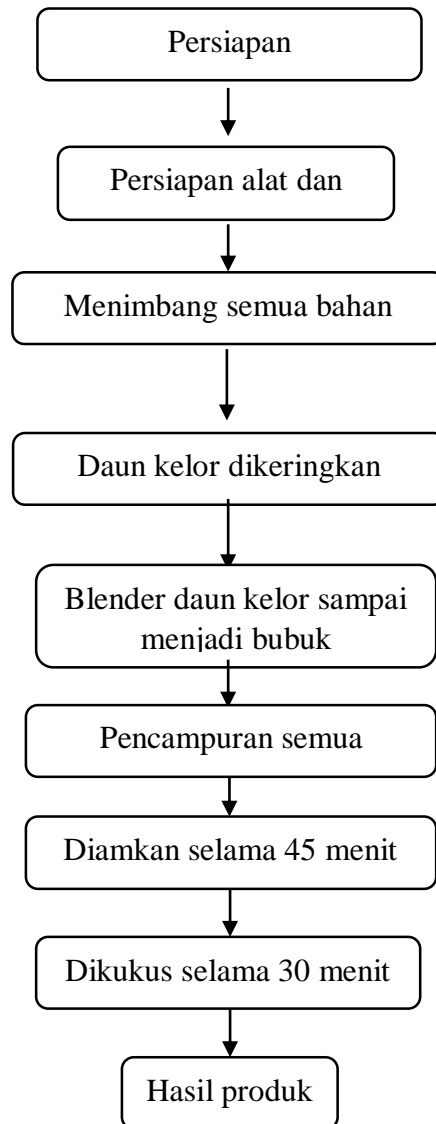 Persiapan
Persiapan alat dan
Menimbang semua bahan
Daun kelor dikeringkan
Blender daun kelor sampai
menjadi bubuk
Pencampuran semua
Diamkan selama 45 menit
Dikukus selama 30 menit
Hasil produk